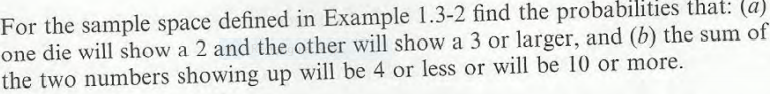 For the sample space defined in Example 1.3-2 find the probabilities that: (a)
one die will show a 2 and the other will show a 3 or larger, and (b) the sum of
the two numbers showing up will be 4 or less or will be 10 or more.